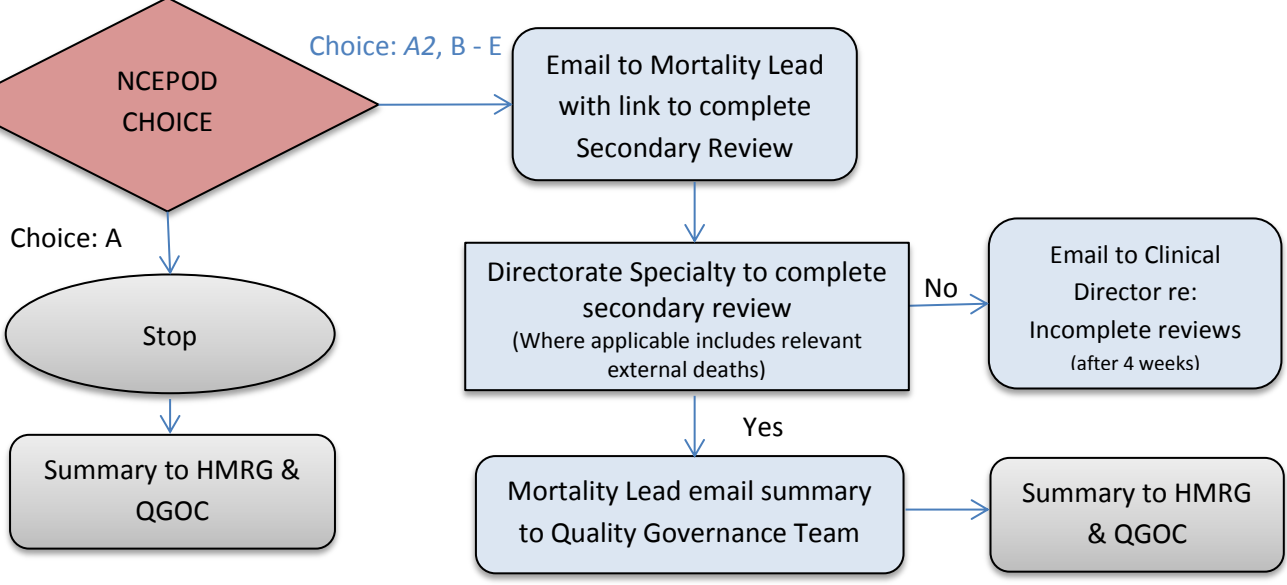 NCEPOD
CHOICE
Choice: A2, B - E
Email to Mortality Lead
with link to complete
Secondary Review
Choice: A
Stop
Summary to HMRG &
QGOC
Directorate Specialty to complete
secondary review
(Where applicable includes relevant
external deaths)
No
Email to Clinical
Director re:
Incomplete reviews
(after 4 weeks)
Yes
Mortality Lead email summary
to Quality Governance Team
Summary to HMRG
& QGOC